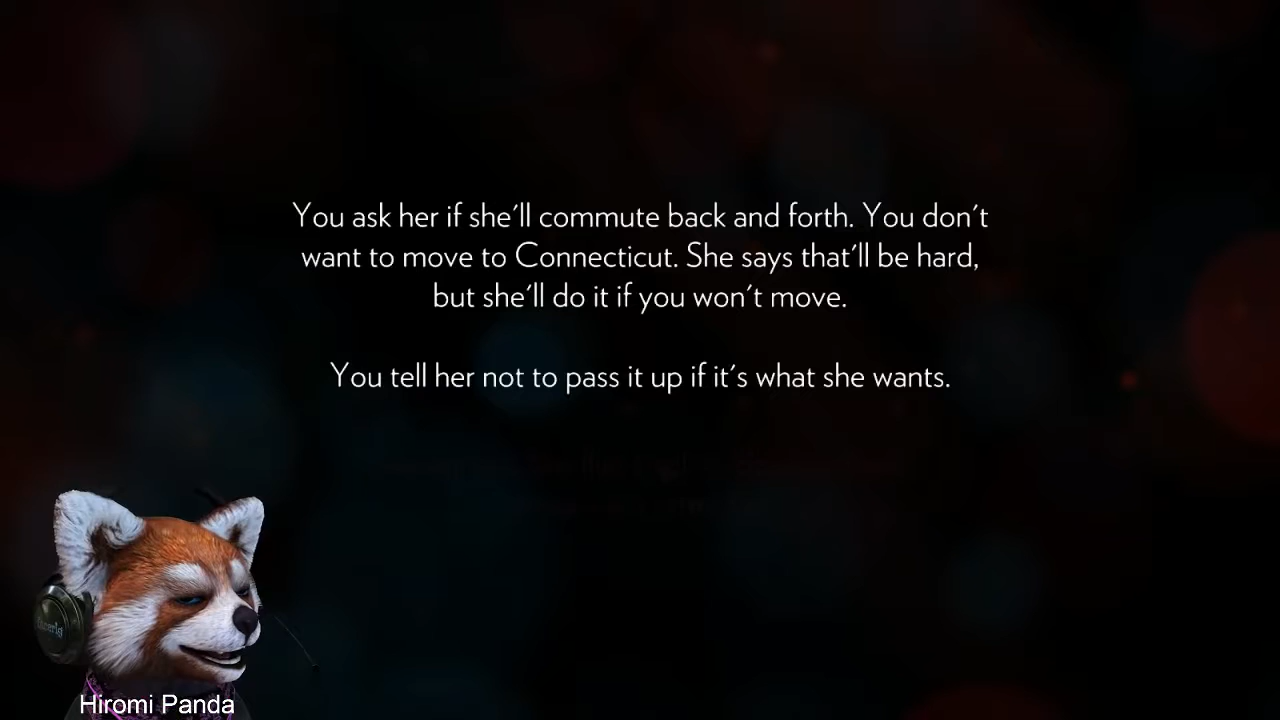 You ask her if she'll commute back and forth. You don't
want to move to Connecticut. She says that'll be hard,
but she'll do it if you won't move.
You tell her not to pass it up if it's what she wants.
Hiromi Panda